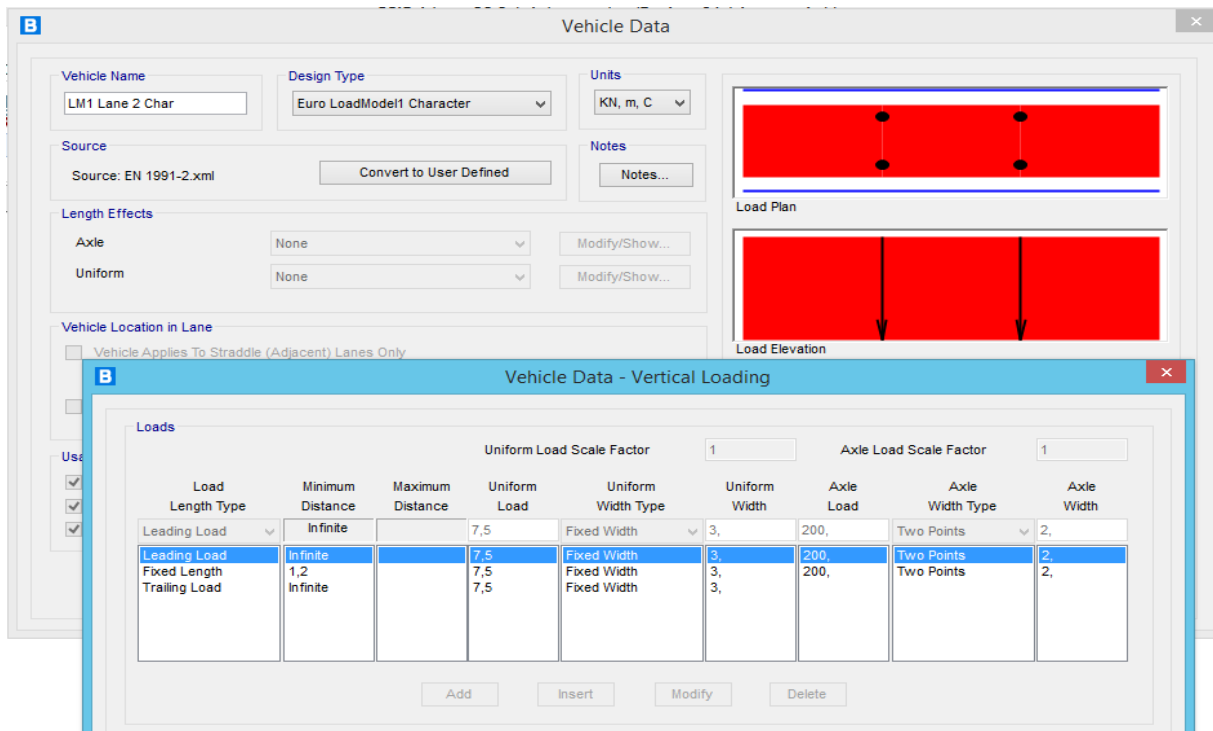 B Vehicle Data
Vehicle Name Design Type Units
LM1 Lane 2 Char Euro LoadModel1 Character KN, m, C
Source Notes
Source: EN 1991-2.xml Convert to User Defined Notes...
Load Plan
Length Effects
Axle None Modify/Show...
Uniform None Modify/Show...
Vehicle Location in Lane
Vehicle Applies To Straddle (Adjacent) Lanes Only
Load Elevation
B Vehicle Data - Vertical Loading
Loads
Uniform Load Scale Factor 1 Axle Load Scale Factor 1
Load Minimum Maximum Uniform Uniform Uniform Axle Axle Axle
Length Type Distance Distance Load Width Type Width Load Width Type Width
Leading Load Infinite 7,5 Fixed Width 3, 200, Two Points 2,
Leading Load Infinite 7,5 Fixed Width 3, 200, Two Points 2,
Fixed Length 1,2 7,5 Fixed Width 3, 200, Two Points 2,
Trailing Load Infinite 7,5 Fixed Width 3,
Add Insert Modify Delete